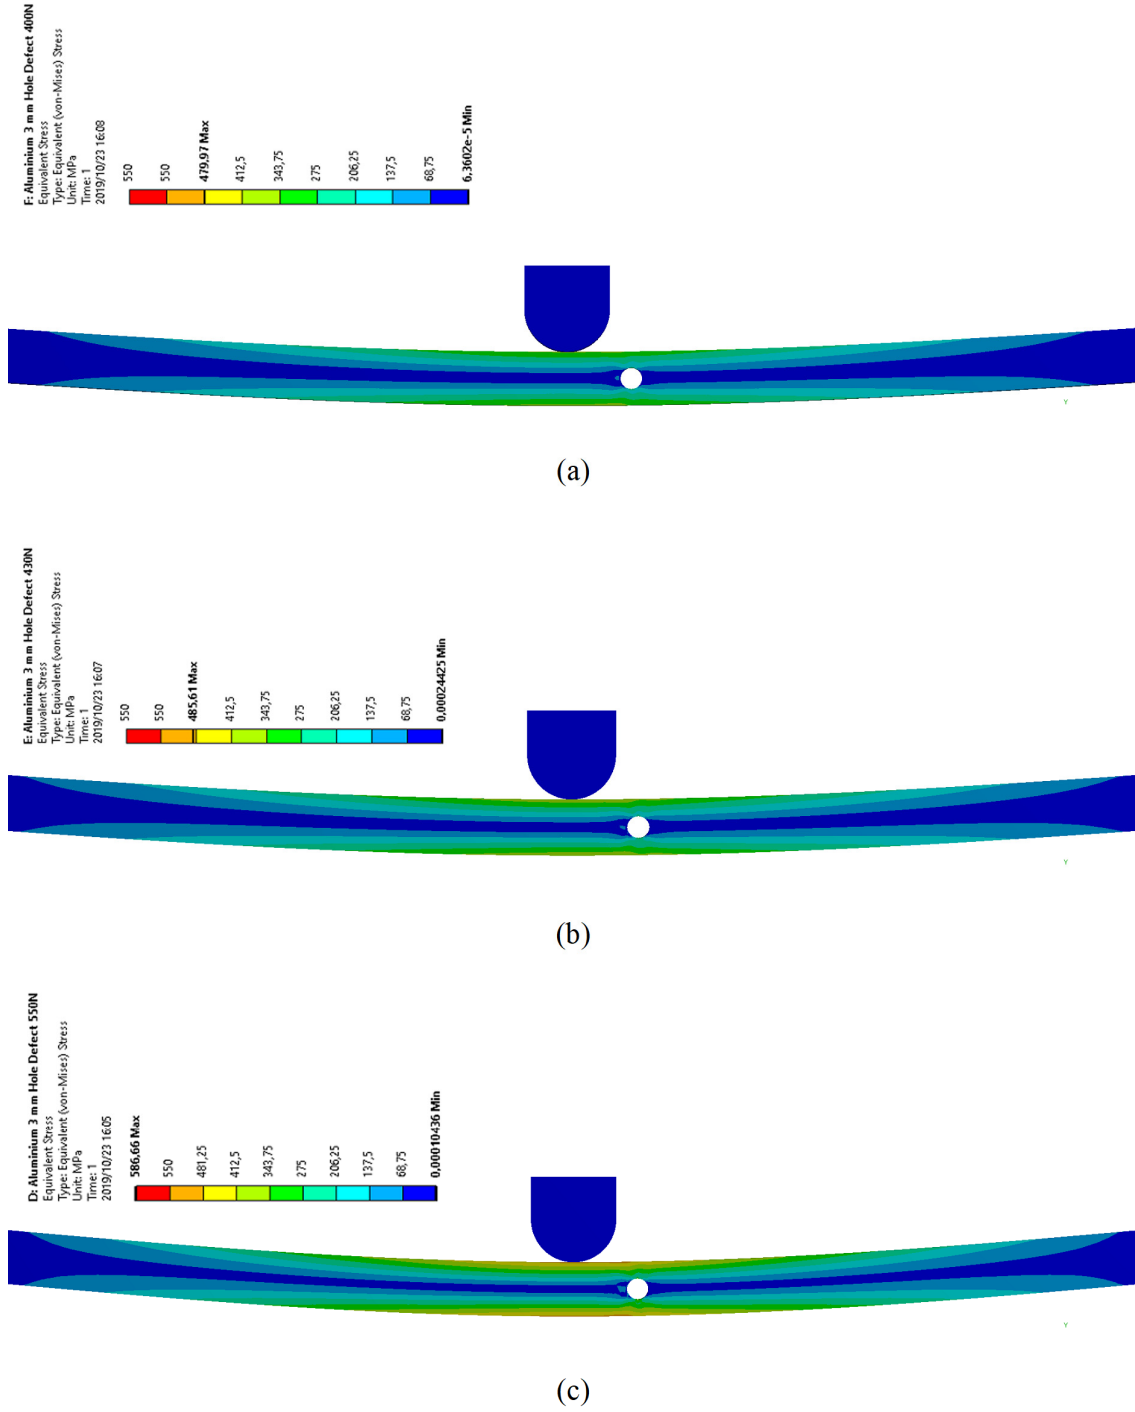 F: Aluminium 3 mm Hole Defect 400N
Equivalent Stress
Type: Equivalent (von-Mises) Stress
Unit: MPa
Time: 1
2019/10/23 16:08
550
550
479,97 Max
412,5
343,75
275
206,25
137,5
68,75
6,3602e-5 Min
Y
(a)
E: Aluminium 3 mm Hole Defect 430N
Equivalent Stress
Type: Equivalent (von-Mises) Stress
Unit: MPa
Time: 1
2019/10/23 16:07
550
550
485,61 Max
412,5
343,75
275
206,25
137,5
68,75
0,00024425 Min
Y
(b)
D: Aluminium 3 mm Hole Defect 550N
Equivalent Stress
Type: Equivalent (von-Mises) Stress
Unit: MPa
Time: 1
2019/10/23 16:05
586,66 Max
550
481,25
412,5
343,75
275
206,25
137,5
68,75
0,00010436 Min
Y
(c)